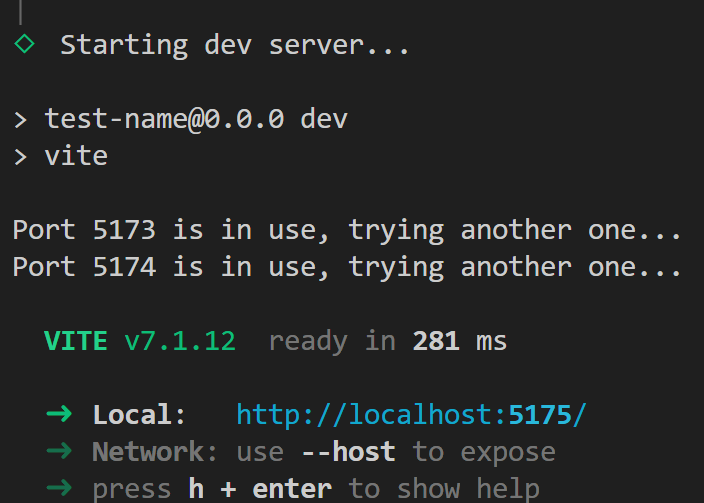 Starting dev server...
> test-name@0.0.0 dev
> vite
Port 5173 is in use, trying another one...
Port 5174 is in use, trying another one...
VITE v7.1.12 ready in 281 ms
➜ Local: http://localhost:5175/
➜ Network: use --host to expose
➜ press h + enter to show help